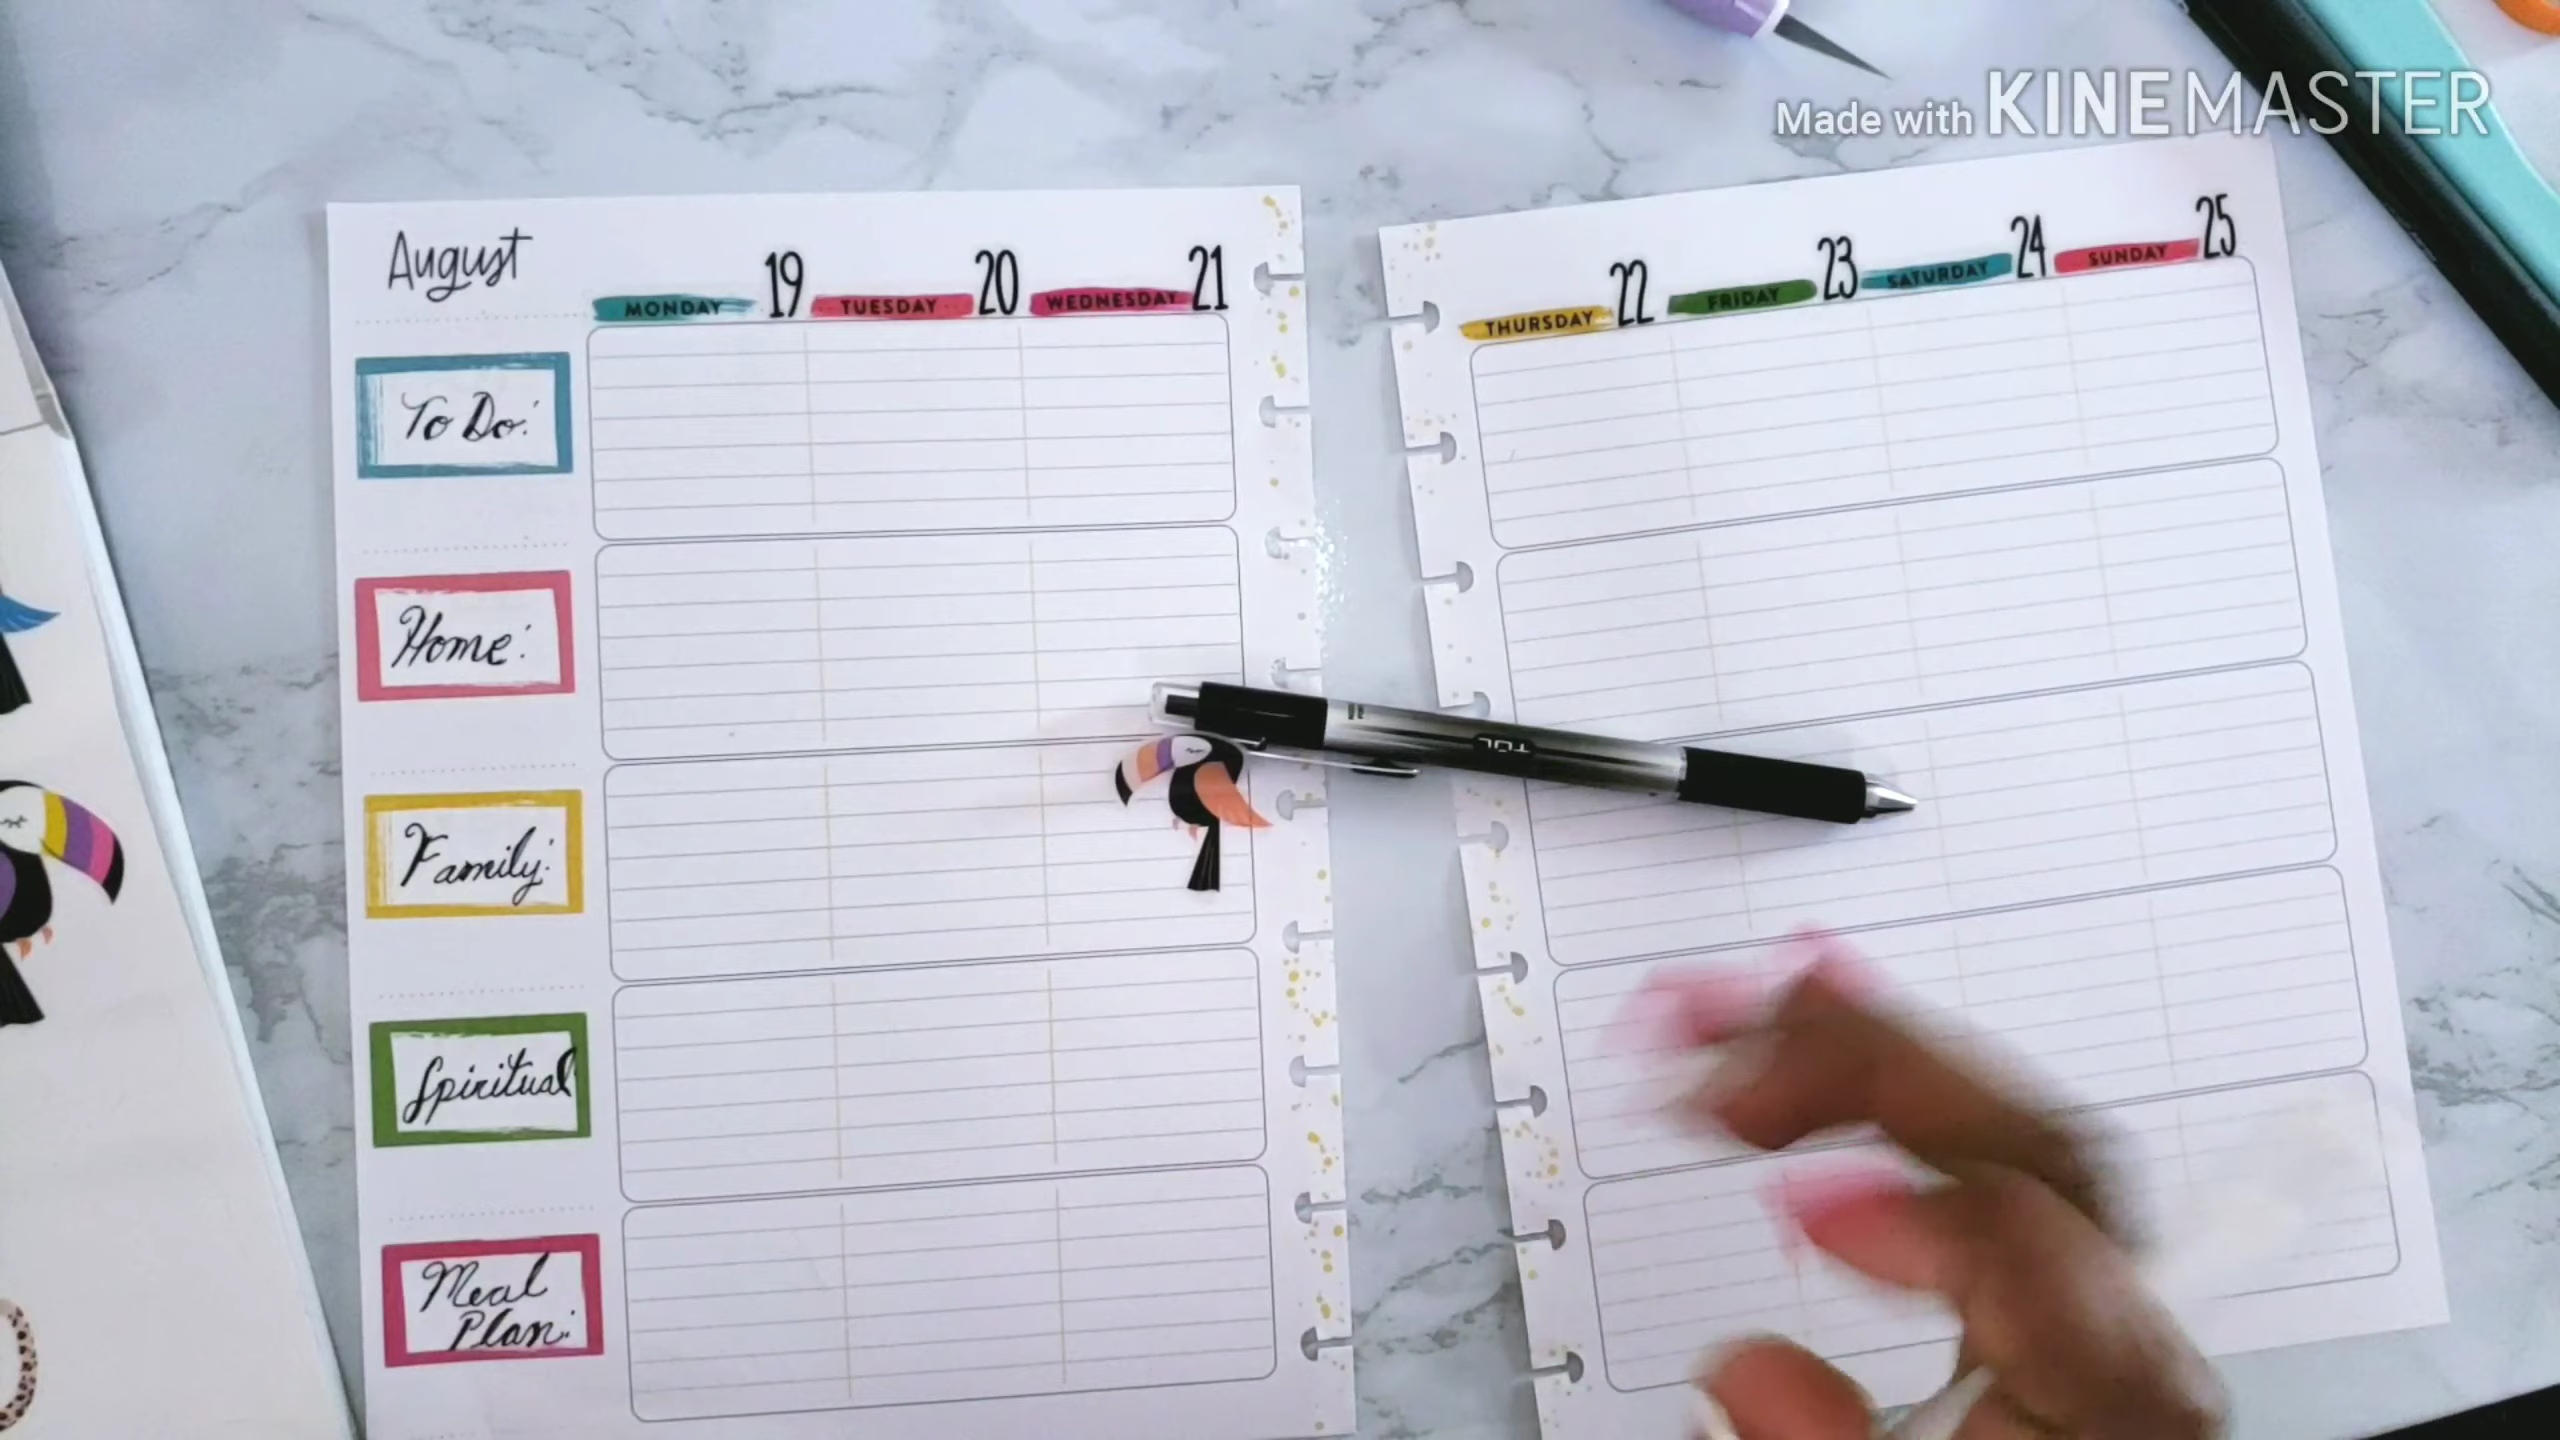 Made with KINEMASTER
August
MONDAY 19 TUESDAY 20 WEDNESDAY 21
THURSDAY 22 FRIDAY 23 SATURDAY 24 SUNDAY 25
To Do:
Home:
Family:
Spiritual
Meal
Plan:
TUL